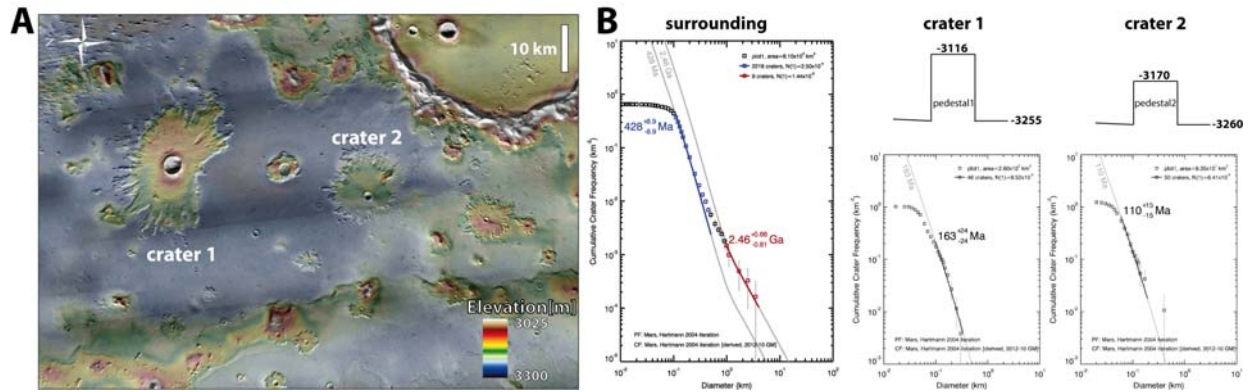 A
10 km
crater 2
crater 1
Elevation[m]
3025
3300
B
surrounding
428 Ma
2.46 Ga
428 +8.9 -8.9 Ma
2.46 +0.66 -0.81 Ga
PF: Mars, Hartmann 2004 iteration
CF: Mars, Hartmann 2004 iteration [derived, 2012-10 GM]
Cumulative Crater Frequency (km⁻²)
Diameter (km)
crater 1
-3116
pedestal1
-3255
163 Ma
163 +24 -24 Ma
PF: Mars, Hartmann 2004 iteration
CF: Mars, Hartmann 2004 iteration [derived, 2012-10 GM]
Cumulative Crater Frequency (km⁻²)
Diameter (km)
crater 2
-3170
pedestal2
-3260
110 Ma
110 +15 -15 Ma
PF: Mars, Hartmann 2004 iteration
CF: Mars, Hartmann 2004 iteration [derived, 2012-10 GM]
Cumulative Crater Frequency (km⁻²)
Diameter (km)